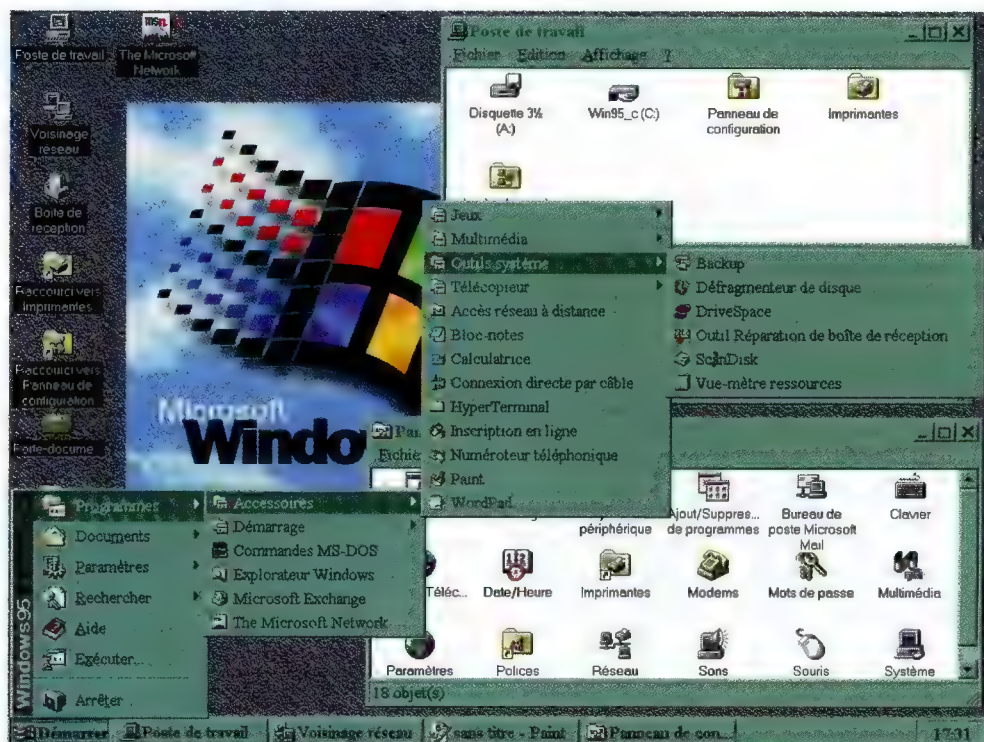 Poste de travail
msn
The Microsoft
Network
Voisinage
réseau
Boîte de
réception
Raccourci vers
Imprimantes
Raccourci vers
Panneau de
configuration
Porte-docume
Microsoft
Windo
Poste de travail
Fichier Edition Affichage ?
Disquette 3½
(A:)
Win95_c (C:)
Panneau de
configuration
Imprimantes
Jeux
Multimédia
Outils système
Télécopieur
Accès réseau à distance
Bloc-notes
Calculatrice
Connexion directe par câble
HyperTerminal
Inscription en ligne
Numéroteur téléphonique
Paint
WordPad
Backup
Défragmenteur de disque
DriveSpace
Outil Réparation de boîte de réception
ScanDisk
Vue-mètre ressources
Pan
Fichie
périphérique
Ajout/Suppres...
de programmes
Bureau de
poste Microsoft
Mail
Clavier
Téléc...
Date/Heure
Imprimantes
Modems
Mots de passe
Multimédia
Paramètres
Polices
Réseau
Sons
Souris
Système
18 objet(s)
Windows95
Programmes
Documents
Paramètres
Rechercher
Aide
Exécuter...
Arrêter...
Accessoires
Démarrage
Commandes MS-DOS
Explorateur Windows
Microsoft Exchange
The Microsoft Network
Démarrer
Poste de travail
Voisinage réseau
sans titre - Paint
Panneau de con...
17:31